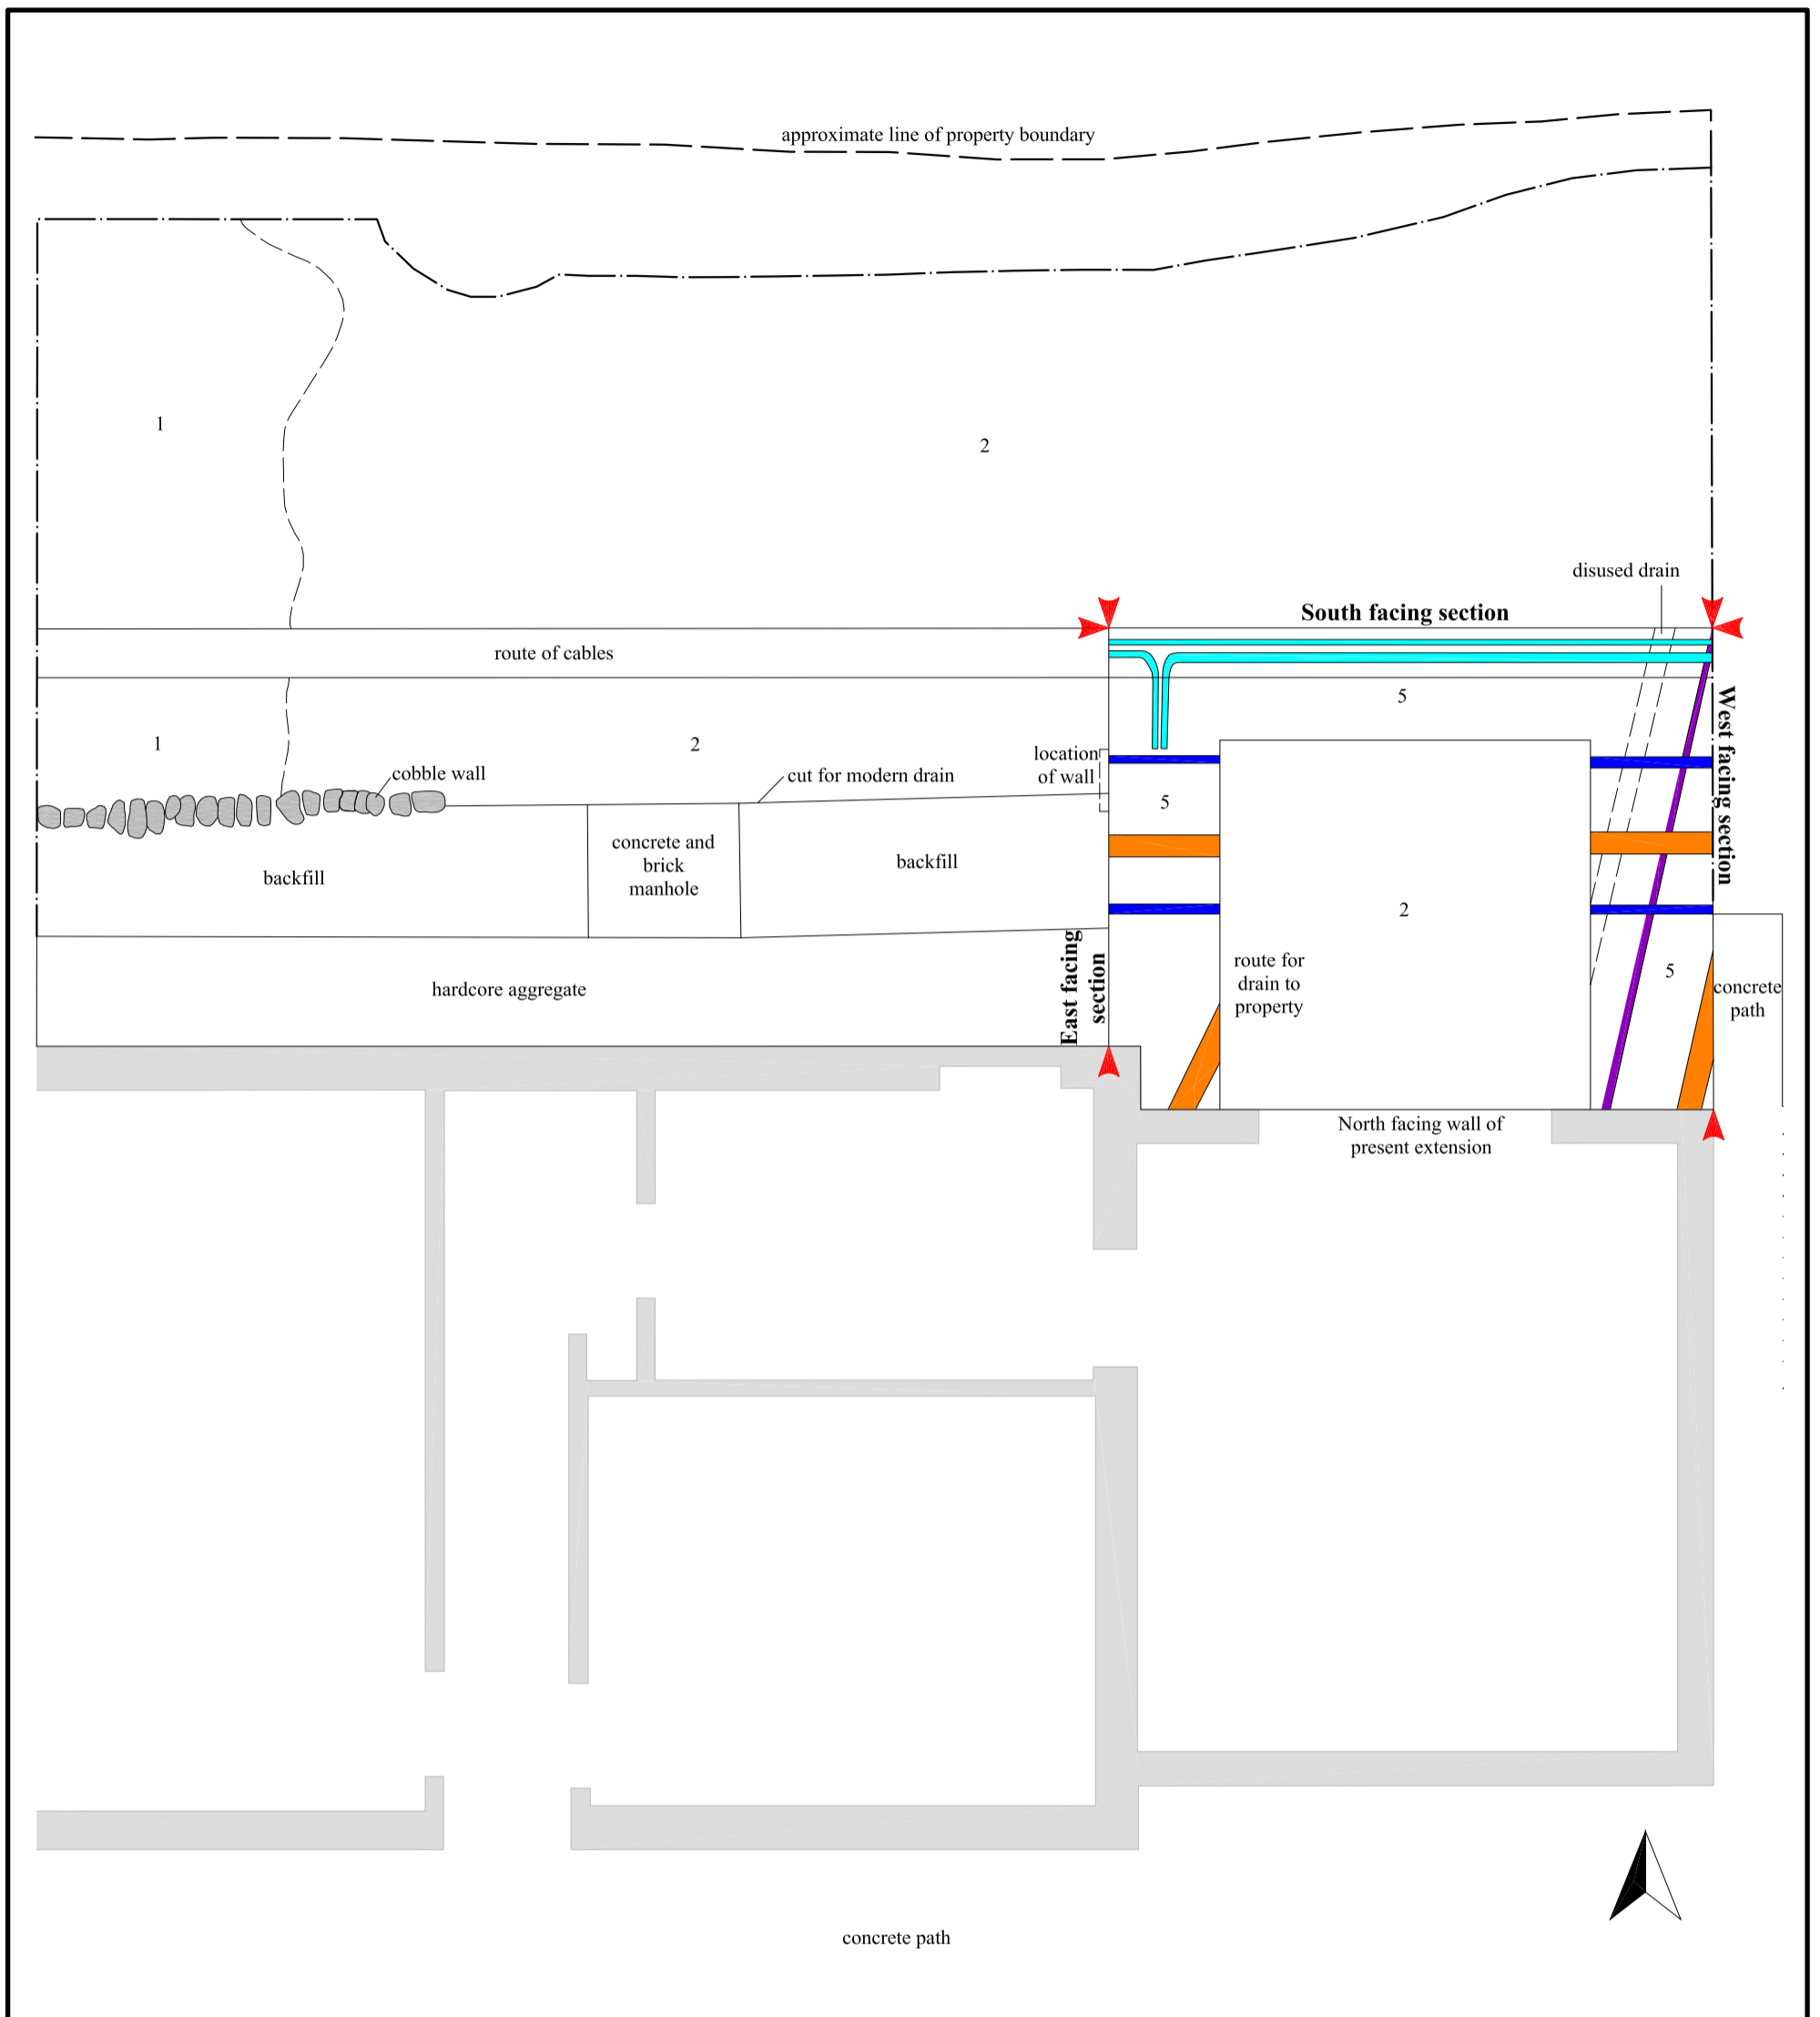 approximate line of property boundary
1
2
disused drain
South facing section
route of cables
5
West facing section
1
2
location
of wall
cobble wall
cut for modern drain
5
concrete and
brick
manhole
backfill
backfill
2
East facing
section
route for
drain to
property
5
concrete
path
hardcore aggregate
North facing wall of
present extension
concrete path